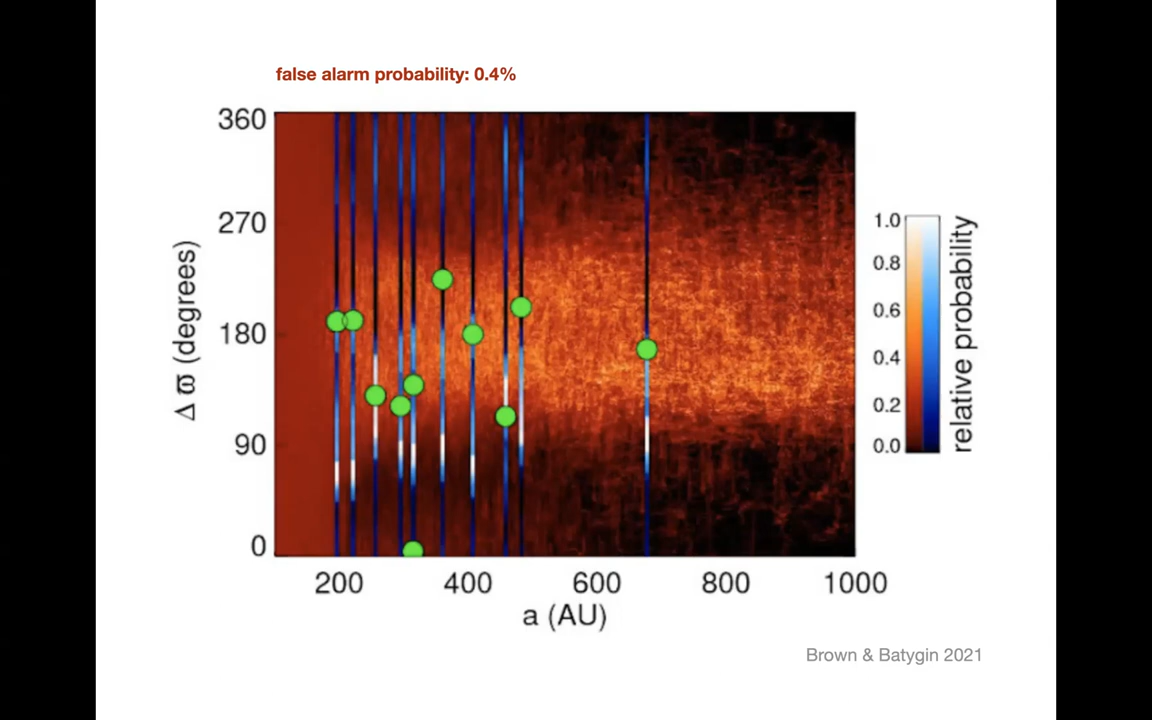 false alarm probability: 0.4%
360
270
180
90
0
Δ ϖ (degrees)
200 400 600 800 1000
a (AU)
1.0
0.8
0.6
0.4
0.2
0.0
relative probability
Brown & Batygin 2021